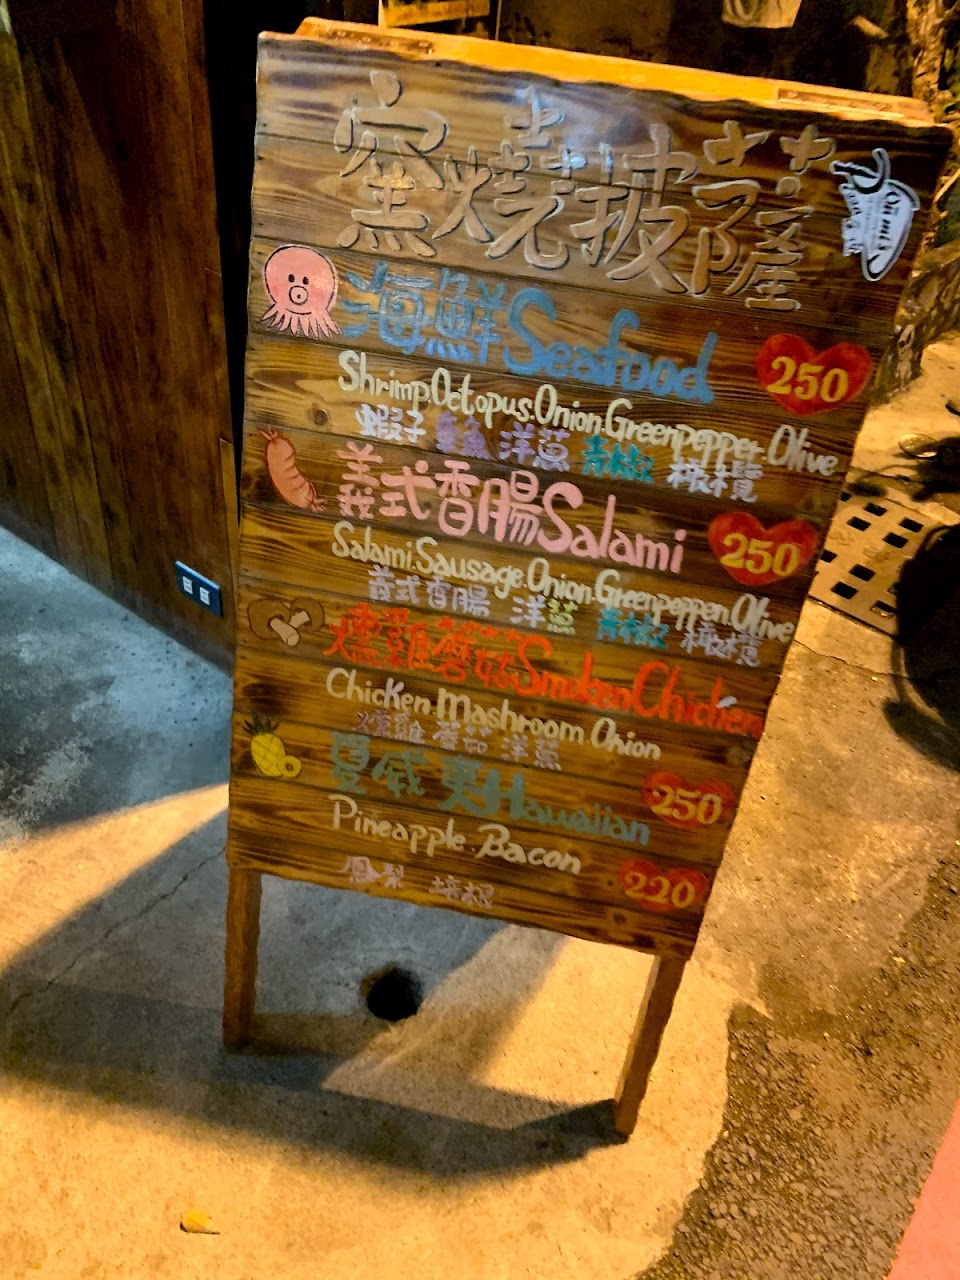 窯燒披薩
海鮮 Seafood 250
Shrimp.Octopus.Onion.Greenpepper.Olive
蝦子 魚 洋蔥 青椒 橄欖
義式香腸 Salami 250
Salami.Sausage.Onion.Greenpepper.Olive
義式香腸 洋蔥 青椒 橄欖
燻雞蘑菇 Smoken Chicken
Chicken.Mashroom.Onion 250
燻雞 蘑菇 洋蔥
夏威夷 Hawaiian
Pineapple.Bacon 220
鳳梨 培根